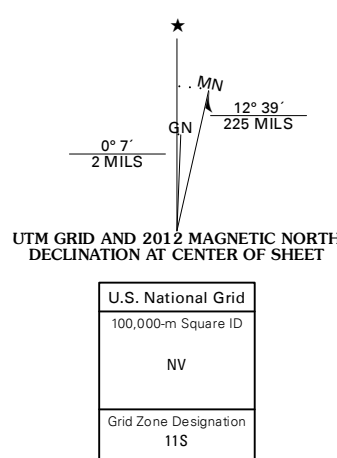 ★
. . . MN
GN
12° 39´
225 MILS
0° 7´
2 MILS
UTM GRID AND 2012 MAGNETIC NORTH
DECLINATION AT CENTER OF SHEET
U.S. National Grid
100,000-m Square ID
NV
Grid Zone Designation
11S